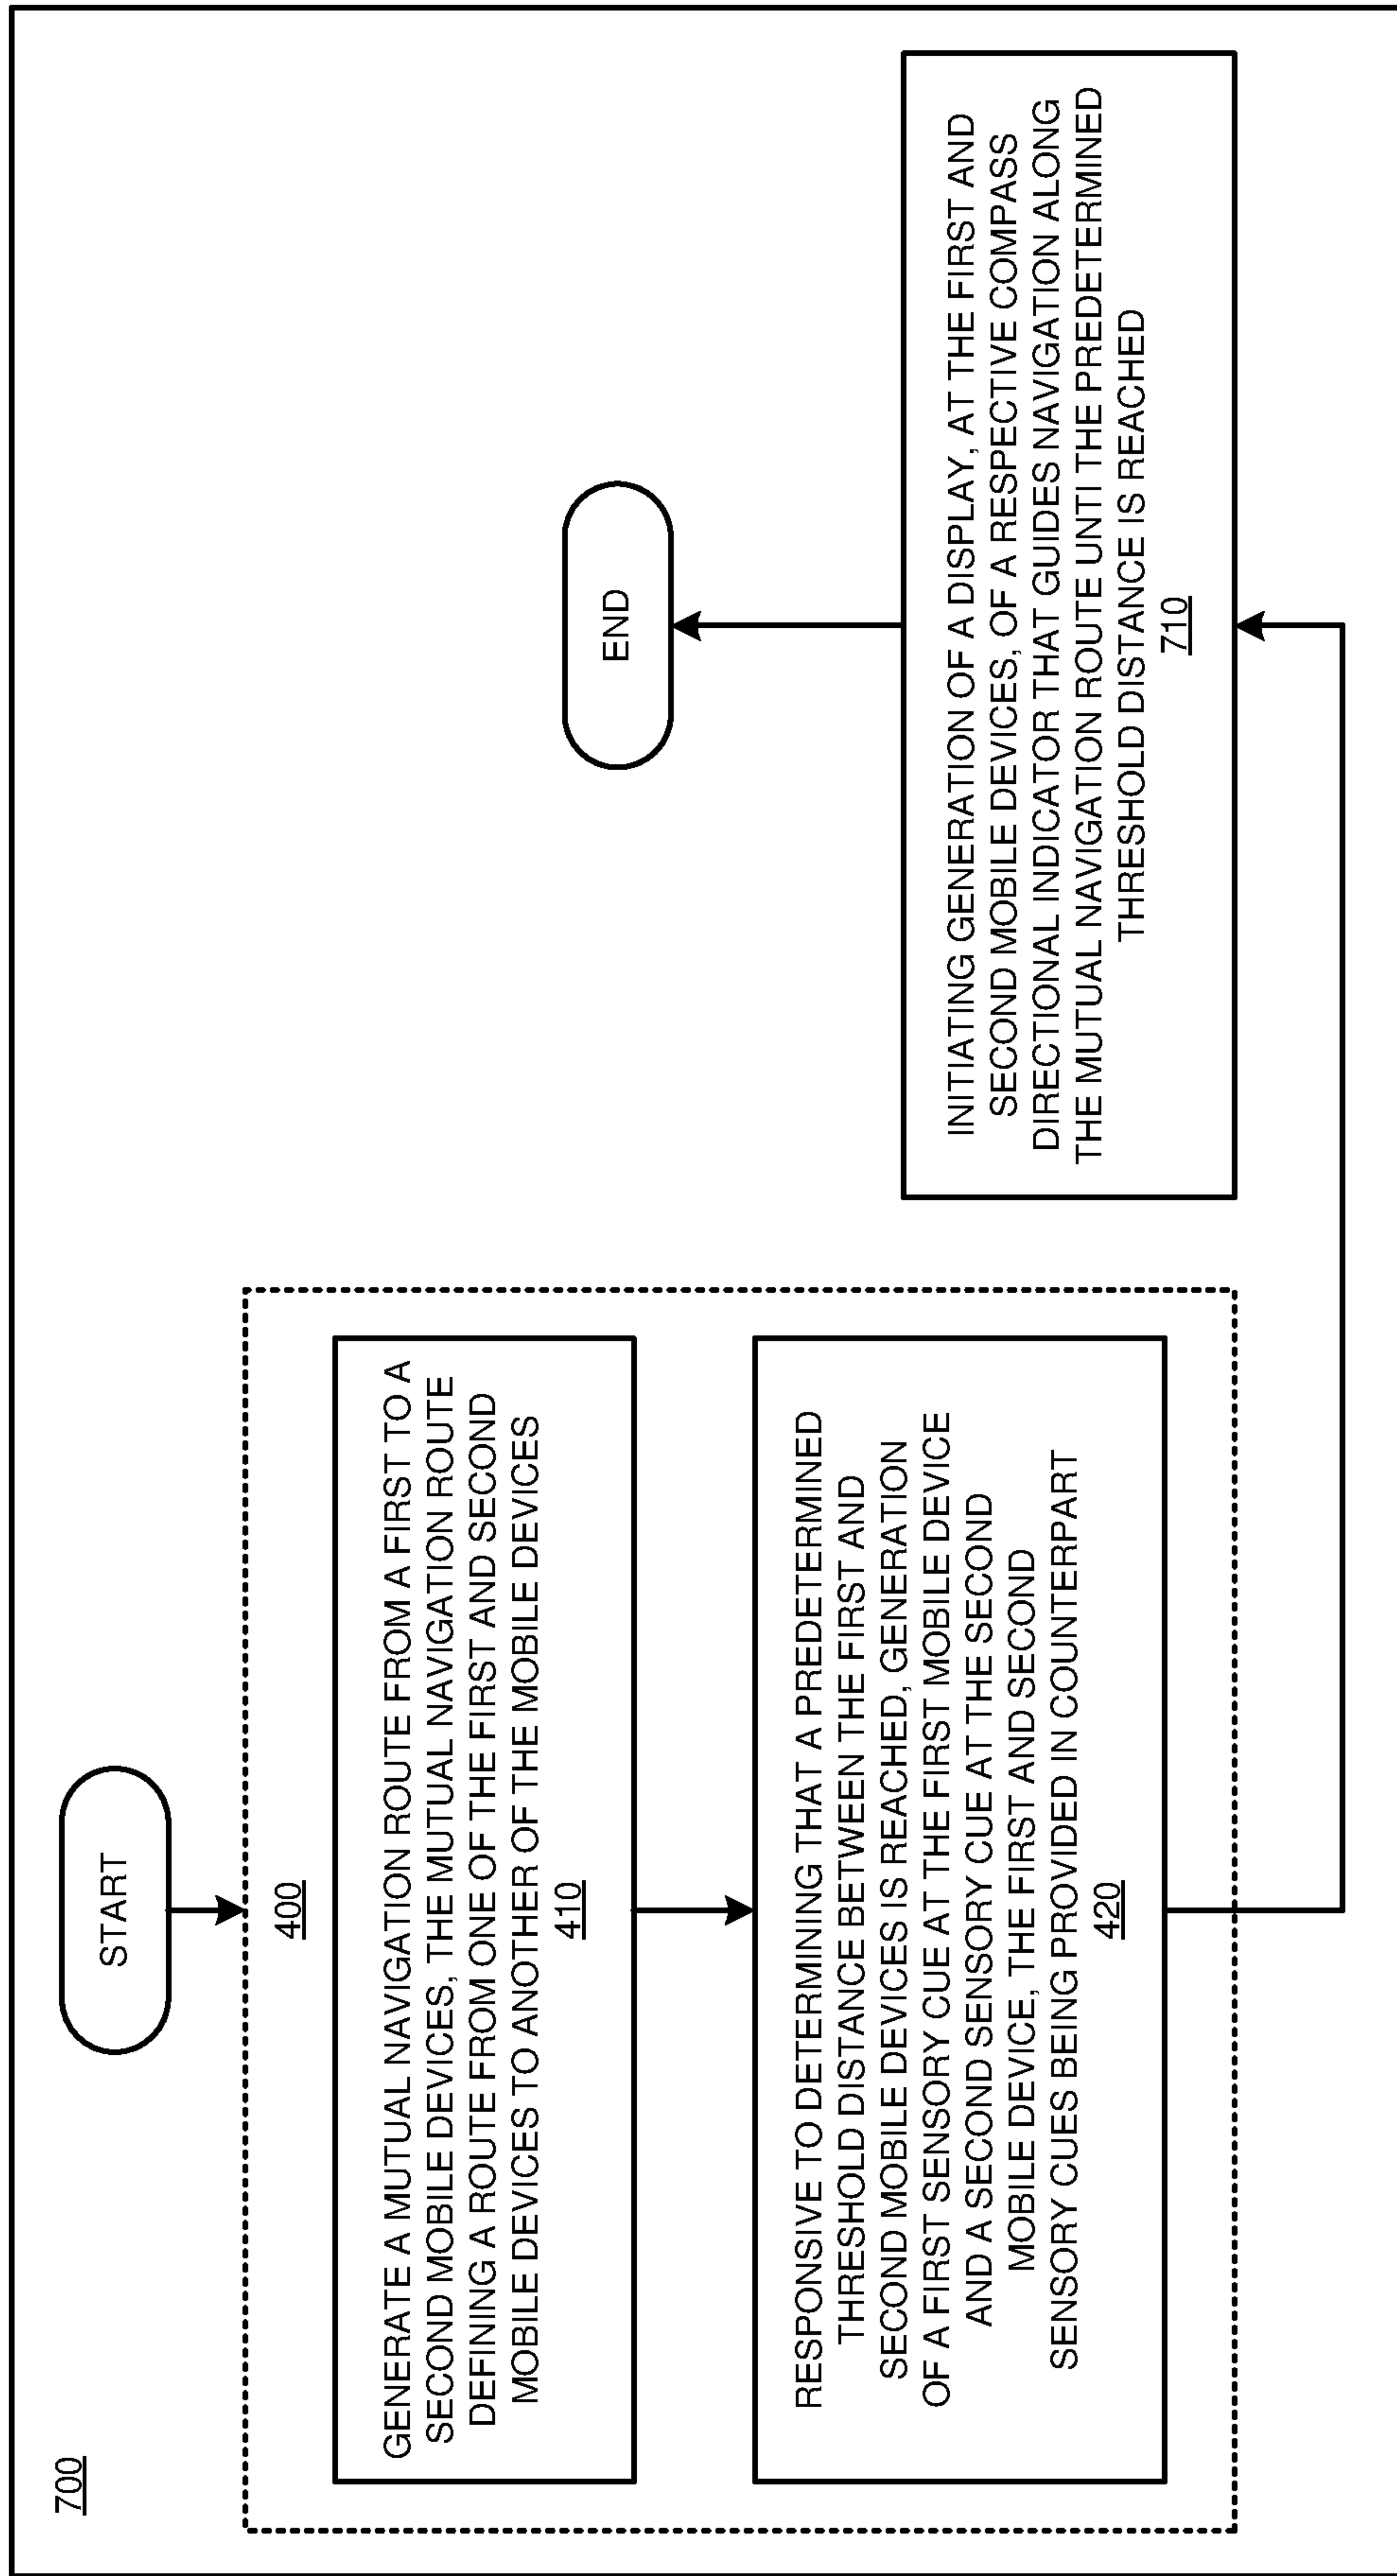 700
START
400
GENERATE A MUTUAL NAVIGATION ROUTE FROM A FIRST TO A
SECOND MOBILE DEVICES, THE MUTUAL NAVIGATION ROUTE
DEFINING A ROUTE FROM ONE OF THE FIRST AND SECOND
MOBILE DEVICES TO ANOTHER OF THE MOBILE DEVICES
410
RESPONSIVE TO DETERMINING THAT A PREDETERMINED
THRESHOLD DISTANCE BETWEEN THE FIRST AND
SECOND MOBILE DEVICES IS REACHED, GENERATION
OF A FIRST SENSORY CUE AT THE FIRST MOBILE DEVICE
AND A SECOND SENSORY CUE AT THE SECOND
MOBILE DEVICE, THE FIRST AND SECOND
SENSORY CUES BEING PROVIDED IN COUNTERPART
420
INITIATING GENERATION OF A DISPLAY, AT THE FIRST AND
SECOND MOBILE DEVICES, OF A RESPECTIVE COMPASS
DIRECTIONAL INDICATOR THAT GUIDES NAVIGATION ALONG
THE MUTUAL NAVIGATION ROUTE UNTI THE PREDETERMINED
THRESHOLD DISTANCE IS REACHED
710
END